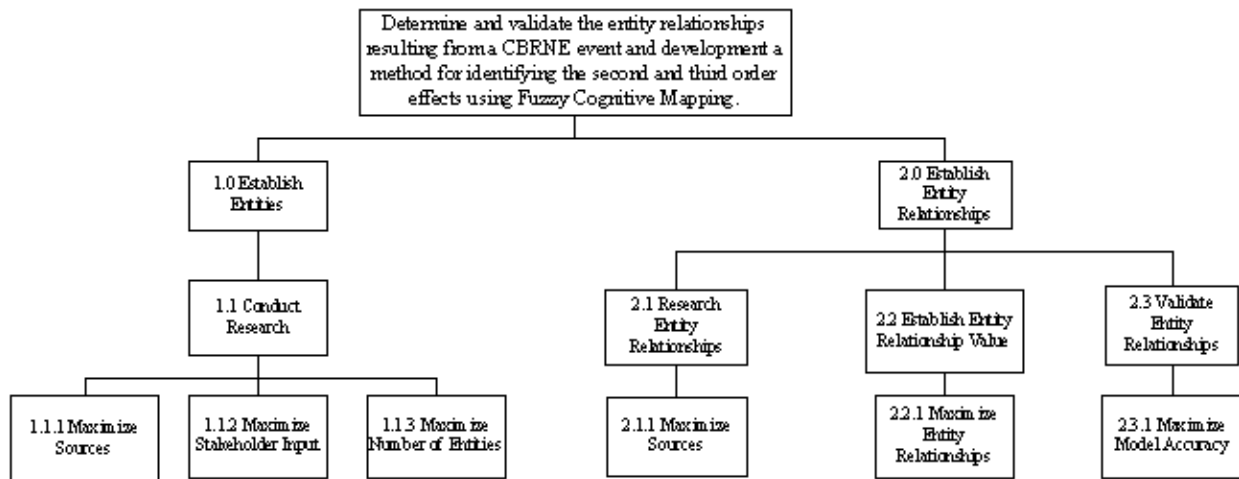 Determine and validate the entity relationships
resulting from a CBRNE event and development a
method for identifying the second and third order
effects using Fuzzy Cognitive Mapping.
1.0 Establish
Entities
2.0 Establish
Entity
Relationships
1.1 Conduct
Research
2.1 Research
Entity
Relationships
2.2 Establish Entity
Relationship Value
2.3 Validate
Entity
Relationships
1.1.1 Maximize
Sources
1.1.2 Maximize
Stakeholder Input
1.1.3 Maximize
Number of Entities
2.1.1 Maximize
Sources
2.2.1 Maximize
Entity
Relationships
2.3.1 Maximize
Model Accuracy